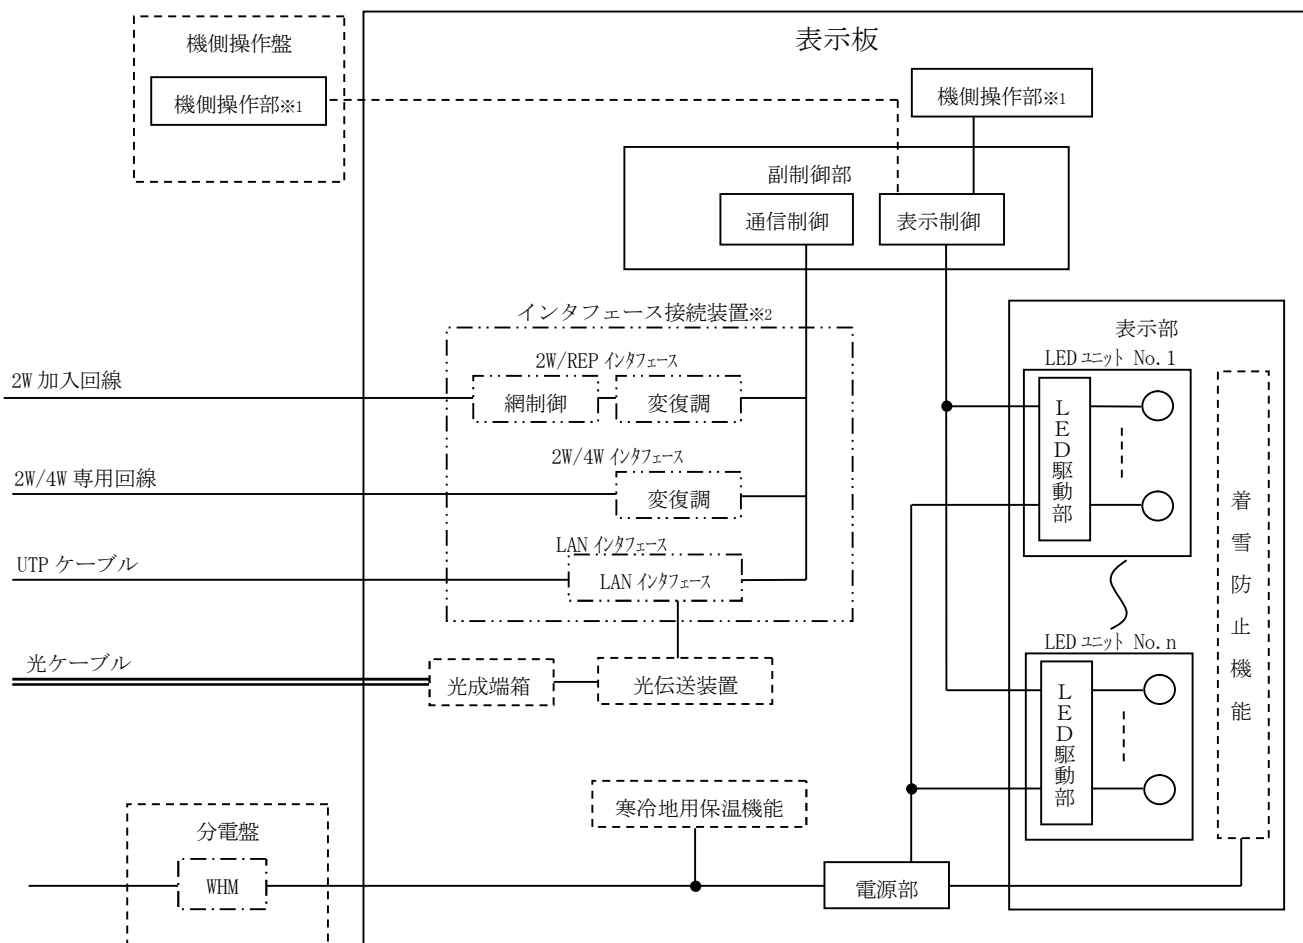 表示板
機側操作盤
機側操作部※1
機側操作部※1
副制御部
通信制御
表示制御
インタフェース接続装置※2
表示部
2W/REP インタフェース
LED ユニット No.1
2W 加入回線
網制御
変復調
LED駆動部
2W/4W インタフェース
2W/4W 専用回線
変復調
着雪防止機能
LAN インタフェース
UTP ケーブル
LAN インタフェース
LED ユニット No.n
光ケーブル
光成端箱
光伝送装置
LED駆動部
寒冷地用保温機能
分電盤
WHM
電源部